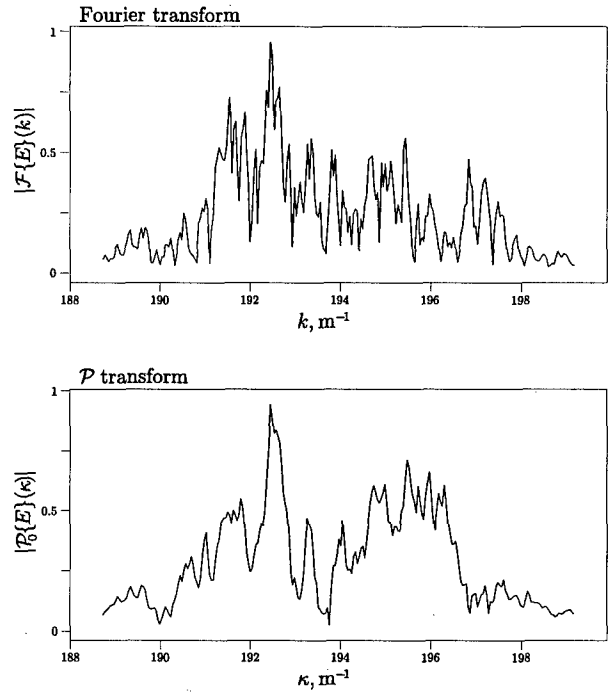 Fourier transform
1
0.5
0
|ℱ{E}(k)|
188 190 192 194 196 198
k, m⁻¹
𝒫 transform
1
0.5
0
|𝒫₀{E}(κ)|
188 190 192 194 196 198
κ, m⁻¹